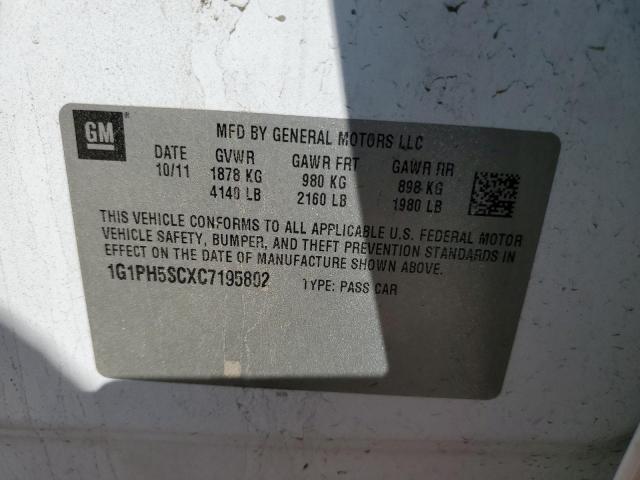 GM ®
MFD BY GENERAL MOTORS LLC
DATE GVWR GAWR FRT GAWR RR
10/11 1878 KG 980 KG 898 KG
4140 LB 2160 LB 1980 LB
THIS VEHICLE CONFORMS TO ALL APPLICABLE U.S. FEDERAL MOTOR
VEHICLE SAFETY, BUMPER, AND THEFT PREVENTION STANDARDS IN
EFFECT ON THE DATE OF MANUFACTURE SHOWN ABOVE.
1G1PH5SCXC7195802 TYPE: PASS CAR